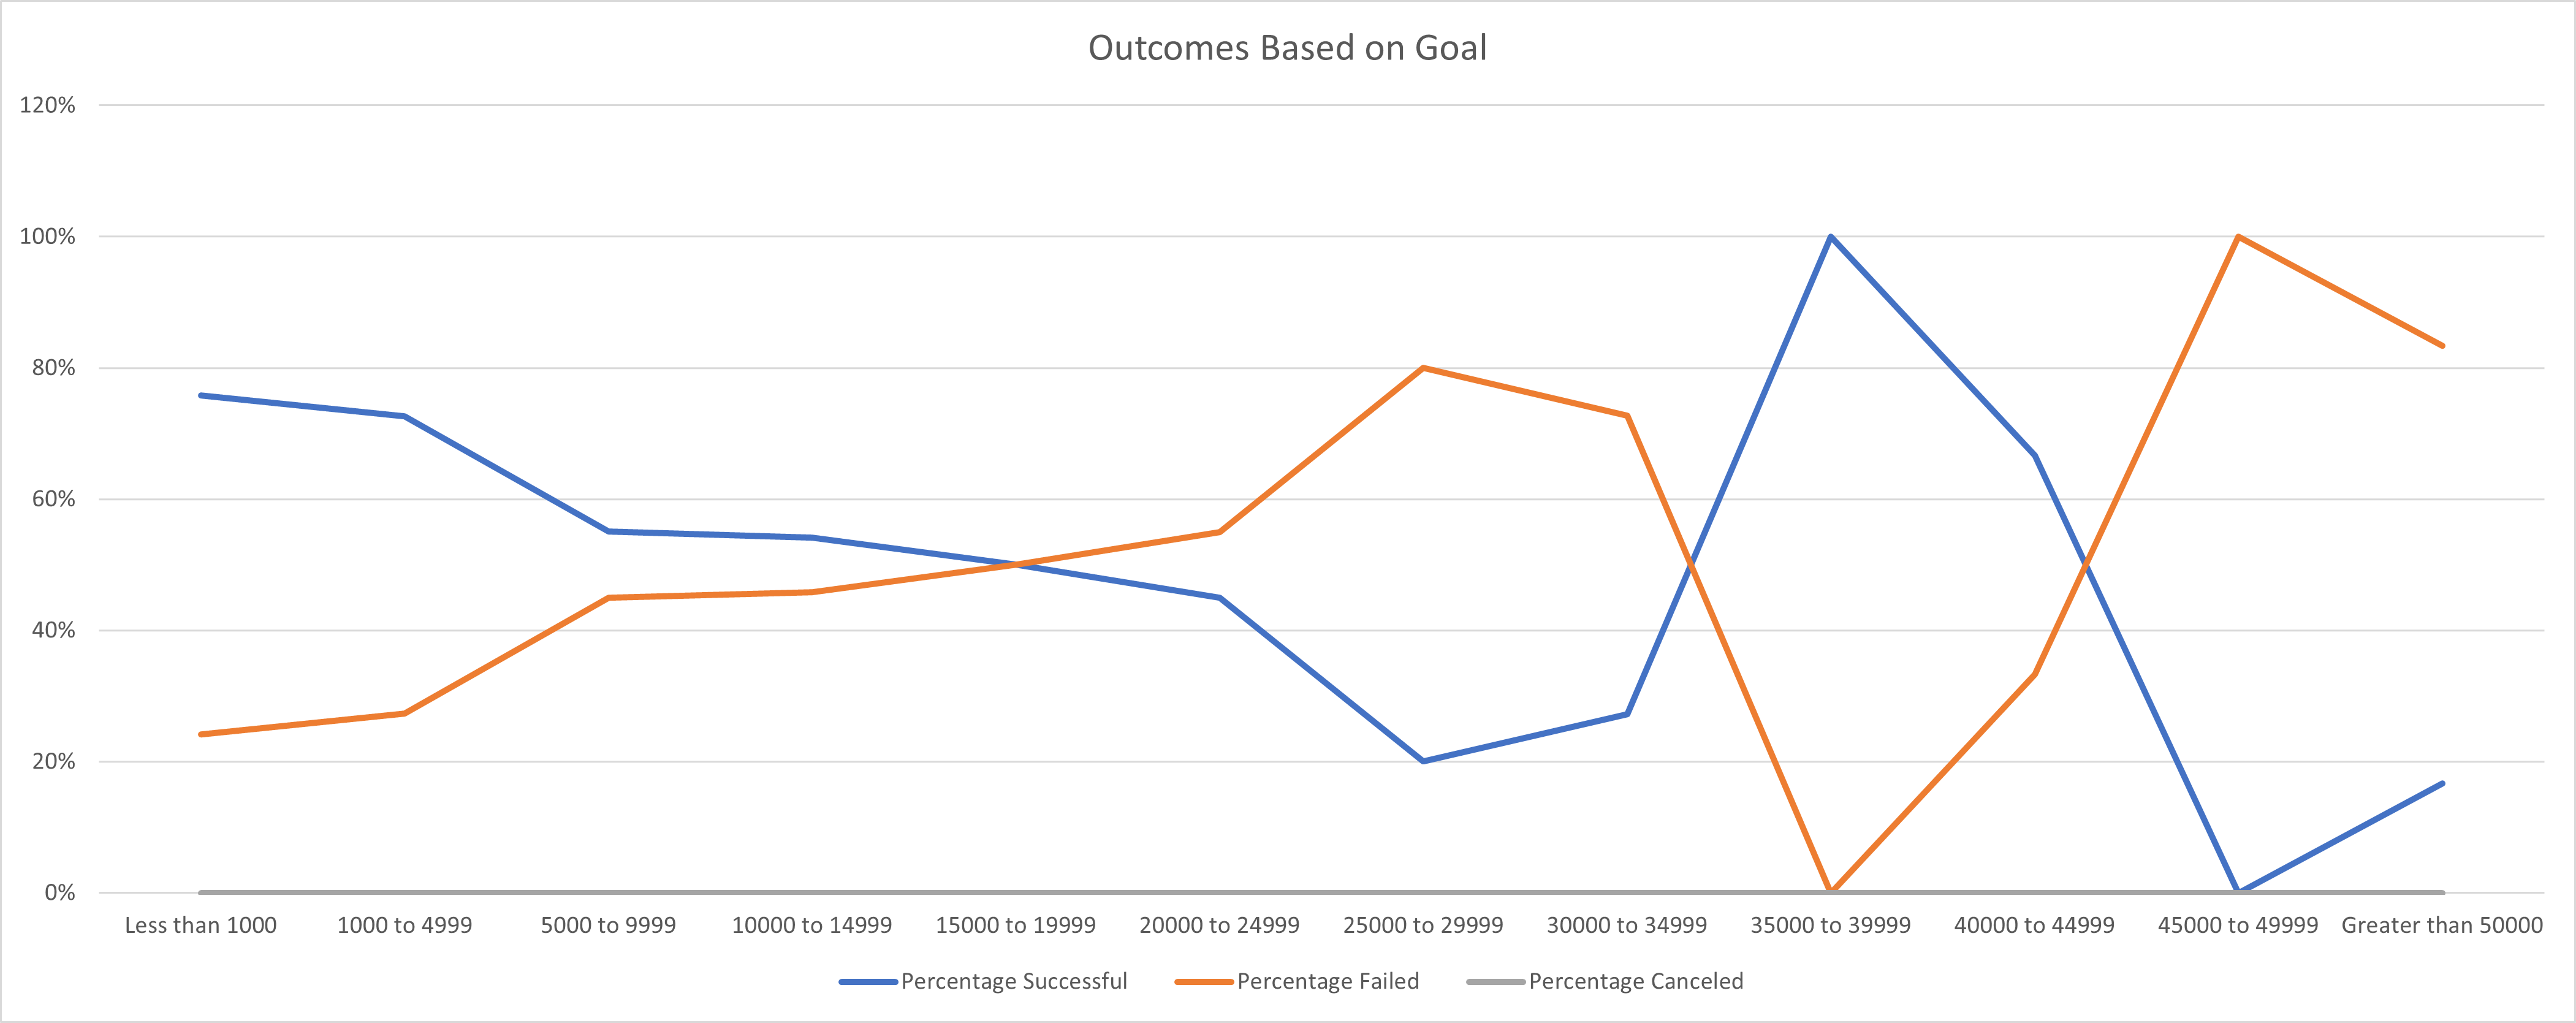 Outcomes Based on Goal
120%
100%
80%
60%
40%
20%
0%
Less than 1000 1000 to 4999 5000 to 9999 10000 to 14999 15000 to 19999 20000 to 24999 25000 to 29999 30000 to 34999 35000 to 39999 40000 to 44999 45000 to 49999 Greater than 50000
Percentage Successful Percentage Failed Percentage Canceled